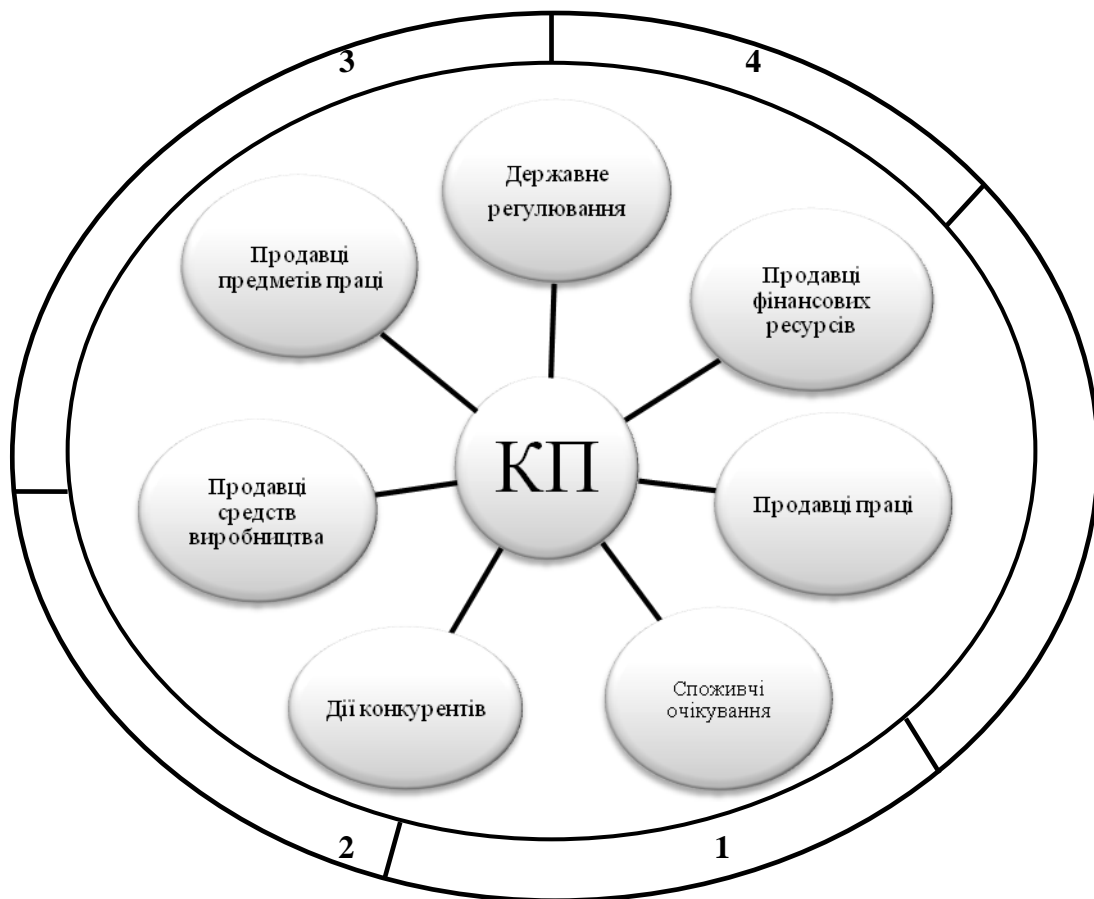 3
4
Державне
регулювання
Продавці
предметів праці
Продавці
фінансових
ресурсів
КП
Продавці
средств
виробництва
Продавці праці
Дії конкурентів
Споживчі
очікування
2
1